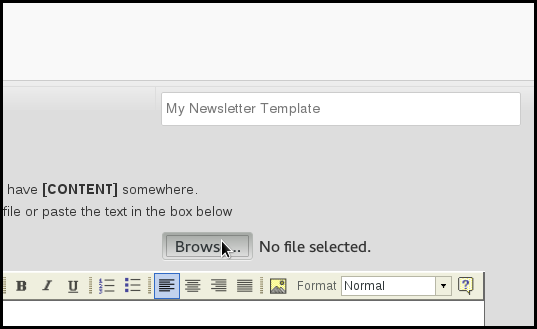 My Newsletter Template
have [CONTENT] somewhere.
file or paste the text in the box below
Browse... No file selected.
B I U Format Normal